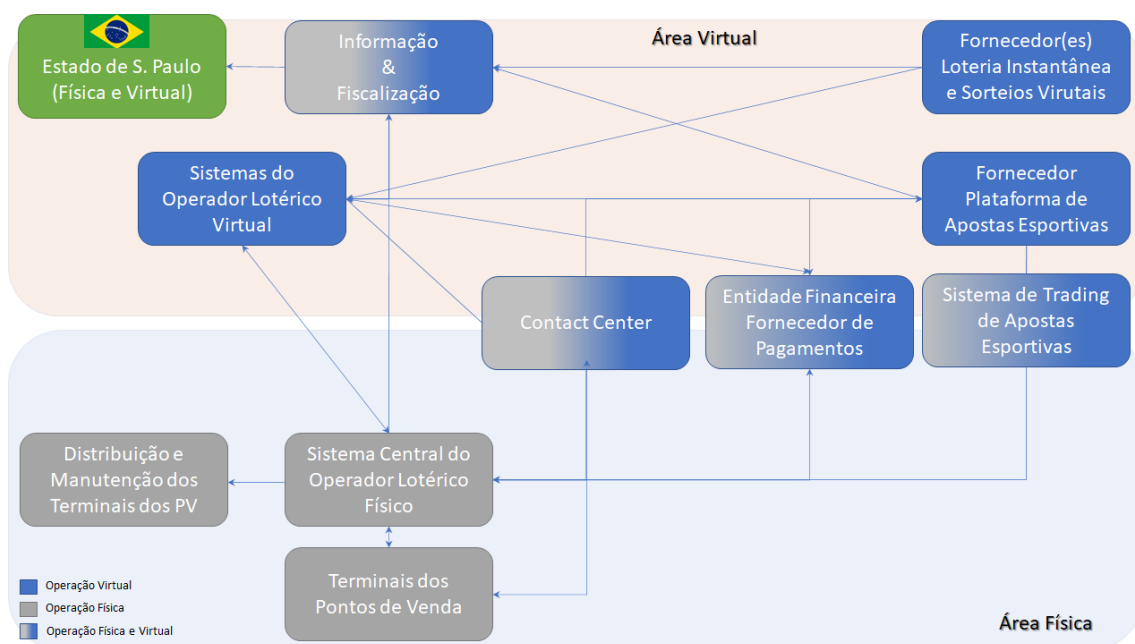 Estado de S. Paulo
(Física e Virtual)
Informação
&
Fiscalização
Área Virtual
Fornecedor(es)
Loteria Instantânea
e Sorteios Virutais
Sistemas do
Operador Lotérico
Virtual
Fornecedor
Plataforma de
Apostas Esportivas
Contact Center
Entidade Financeira
Fornecedor de
Pagamentos
Sistema de Trading
de Apostas
Esportivas
Distribuição e
Manutenção dos
Terminais dos PV
Sistema Central do
Operador Lotérico
Físico
Terminais dos
Pontos de Venda
Operação Virtual
Operação Física
Operação Física e Virtual
Área Física